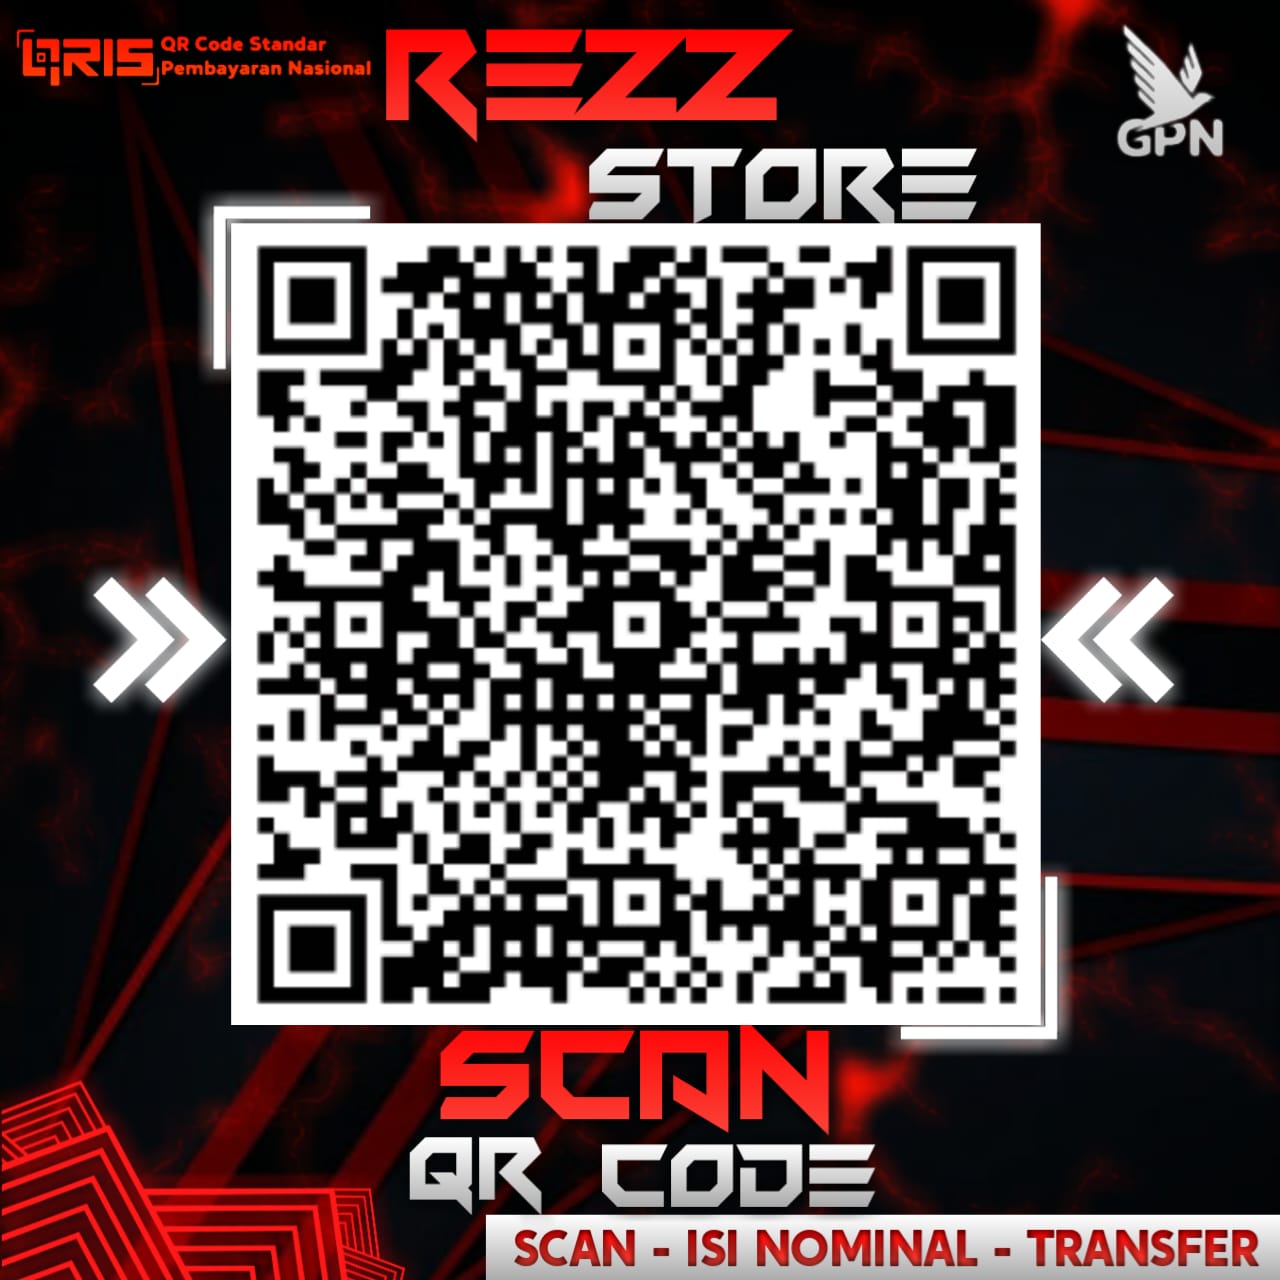 QRIS
QR Code Standar
Pembayaran Nasional
REZZ
STORE
GPN
SCAN
QR CODE
SCAN - ISI NOMINAL - TRANSFER